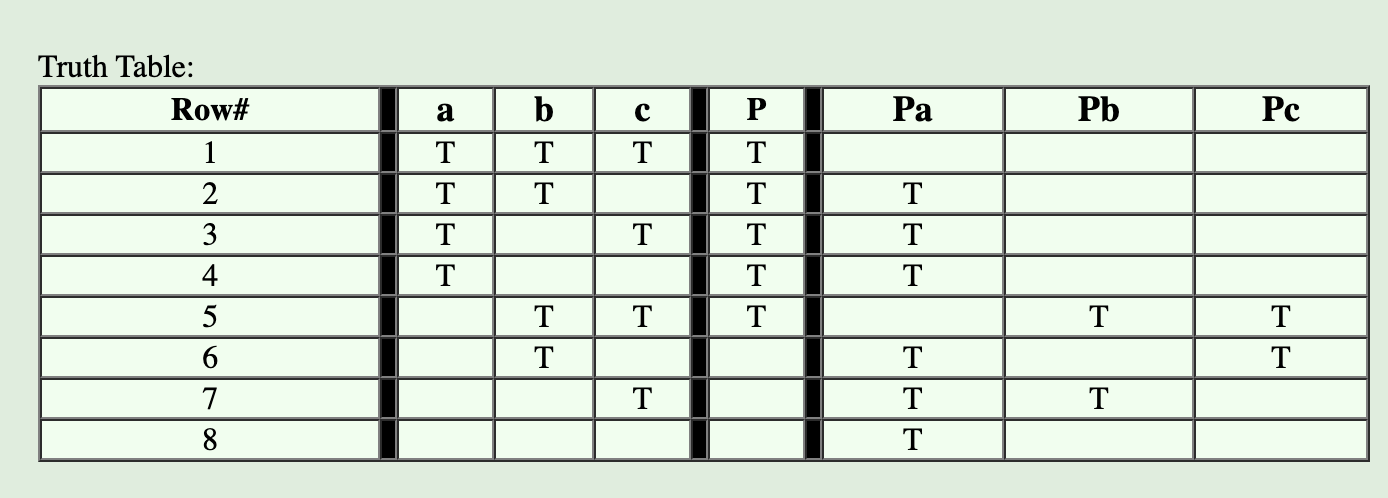 Truth Table:
Row# a b c P Pa Pb Pc
1 T T T T
2 T T T T
3 T T T T
4 T T T
5 T T T T T
6 T T T
7 T T T
8 T